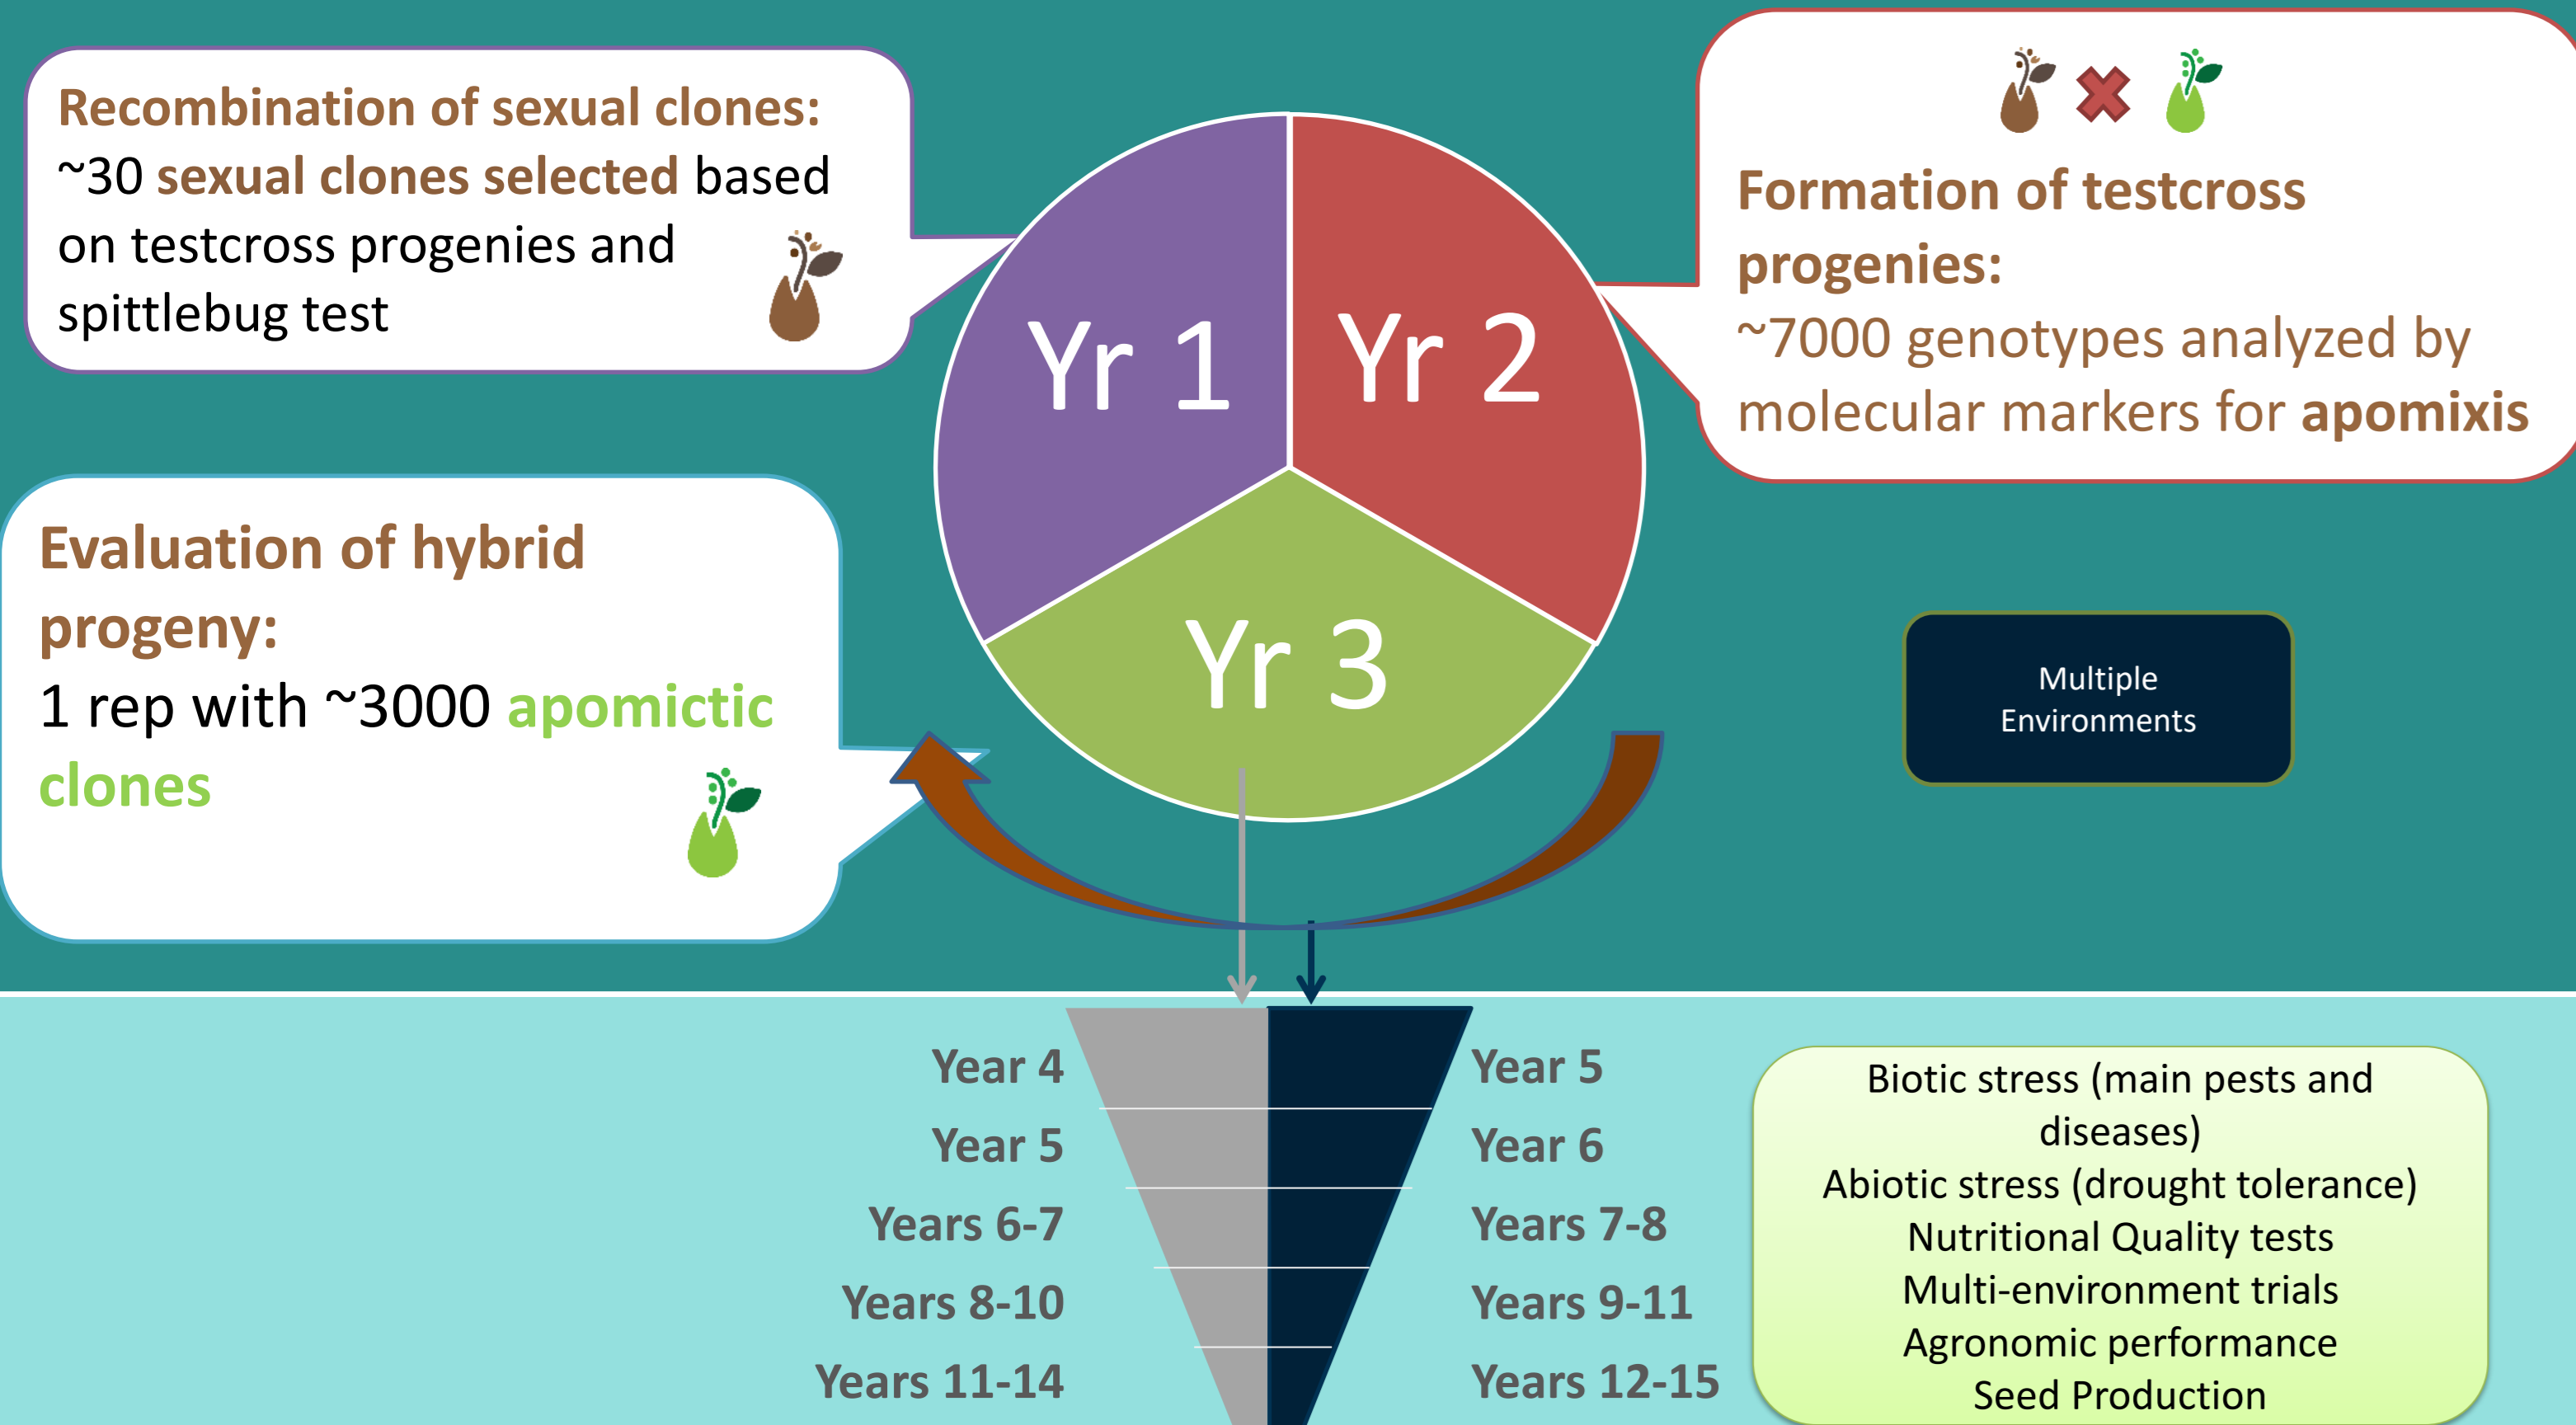 Recombination of sexual clones:
~30 sexual clones selected based
on testcross progenies and
spittlebug test
Formation of testcross
progenies:
~7000 genotypes analyzed by
molecular markers for apomixis
Yr 1
Yr 2
Yr 3
Evaluation of hybrid
progeny:
1 rep with ~3000 apomictic
clones
Multiple
Environments
Year 4
Year 5
Years 6-7
Years 8-10
Years 11-14
Year 5
Year 6
Years 7-8
Years 9-11
Years 12-15
Biotic stress (main pests and
diseases)
Abiotic stress (drought tolerance)
Nutritional Quality tests
Multi-environment trials
Agronomic performance
Seed Production